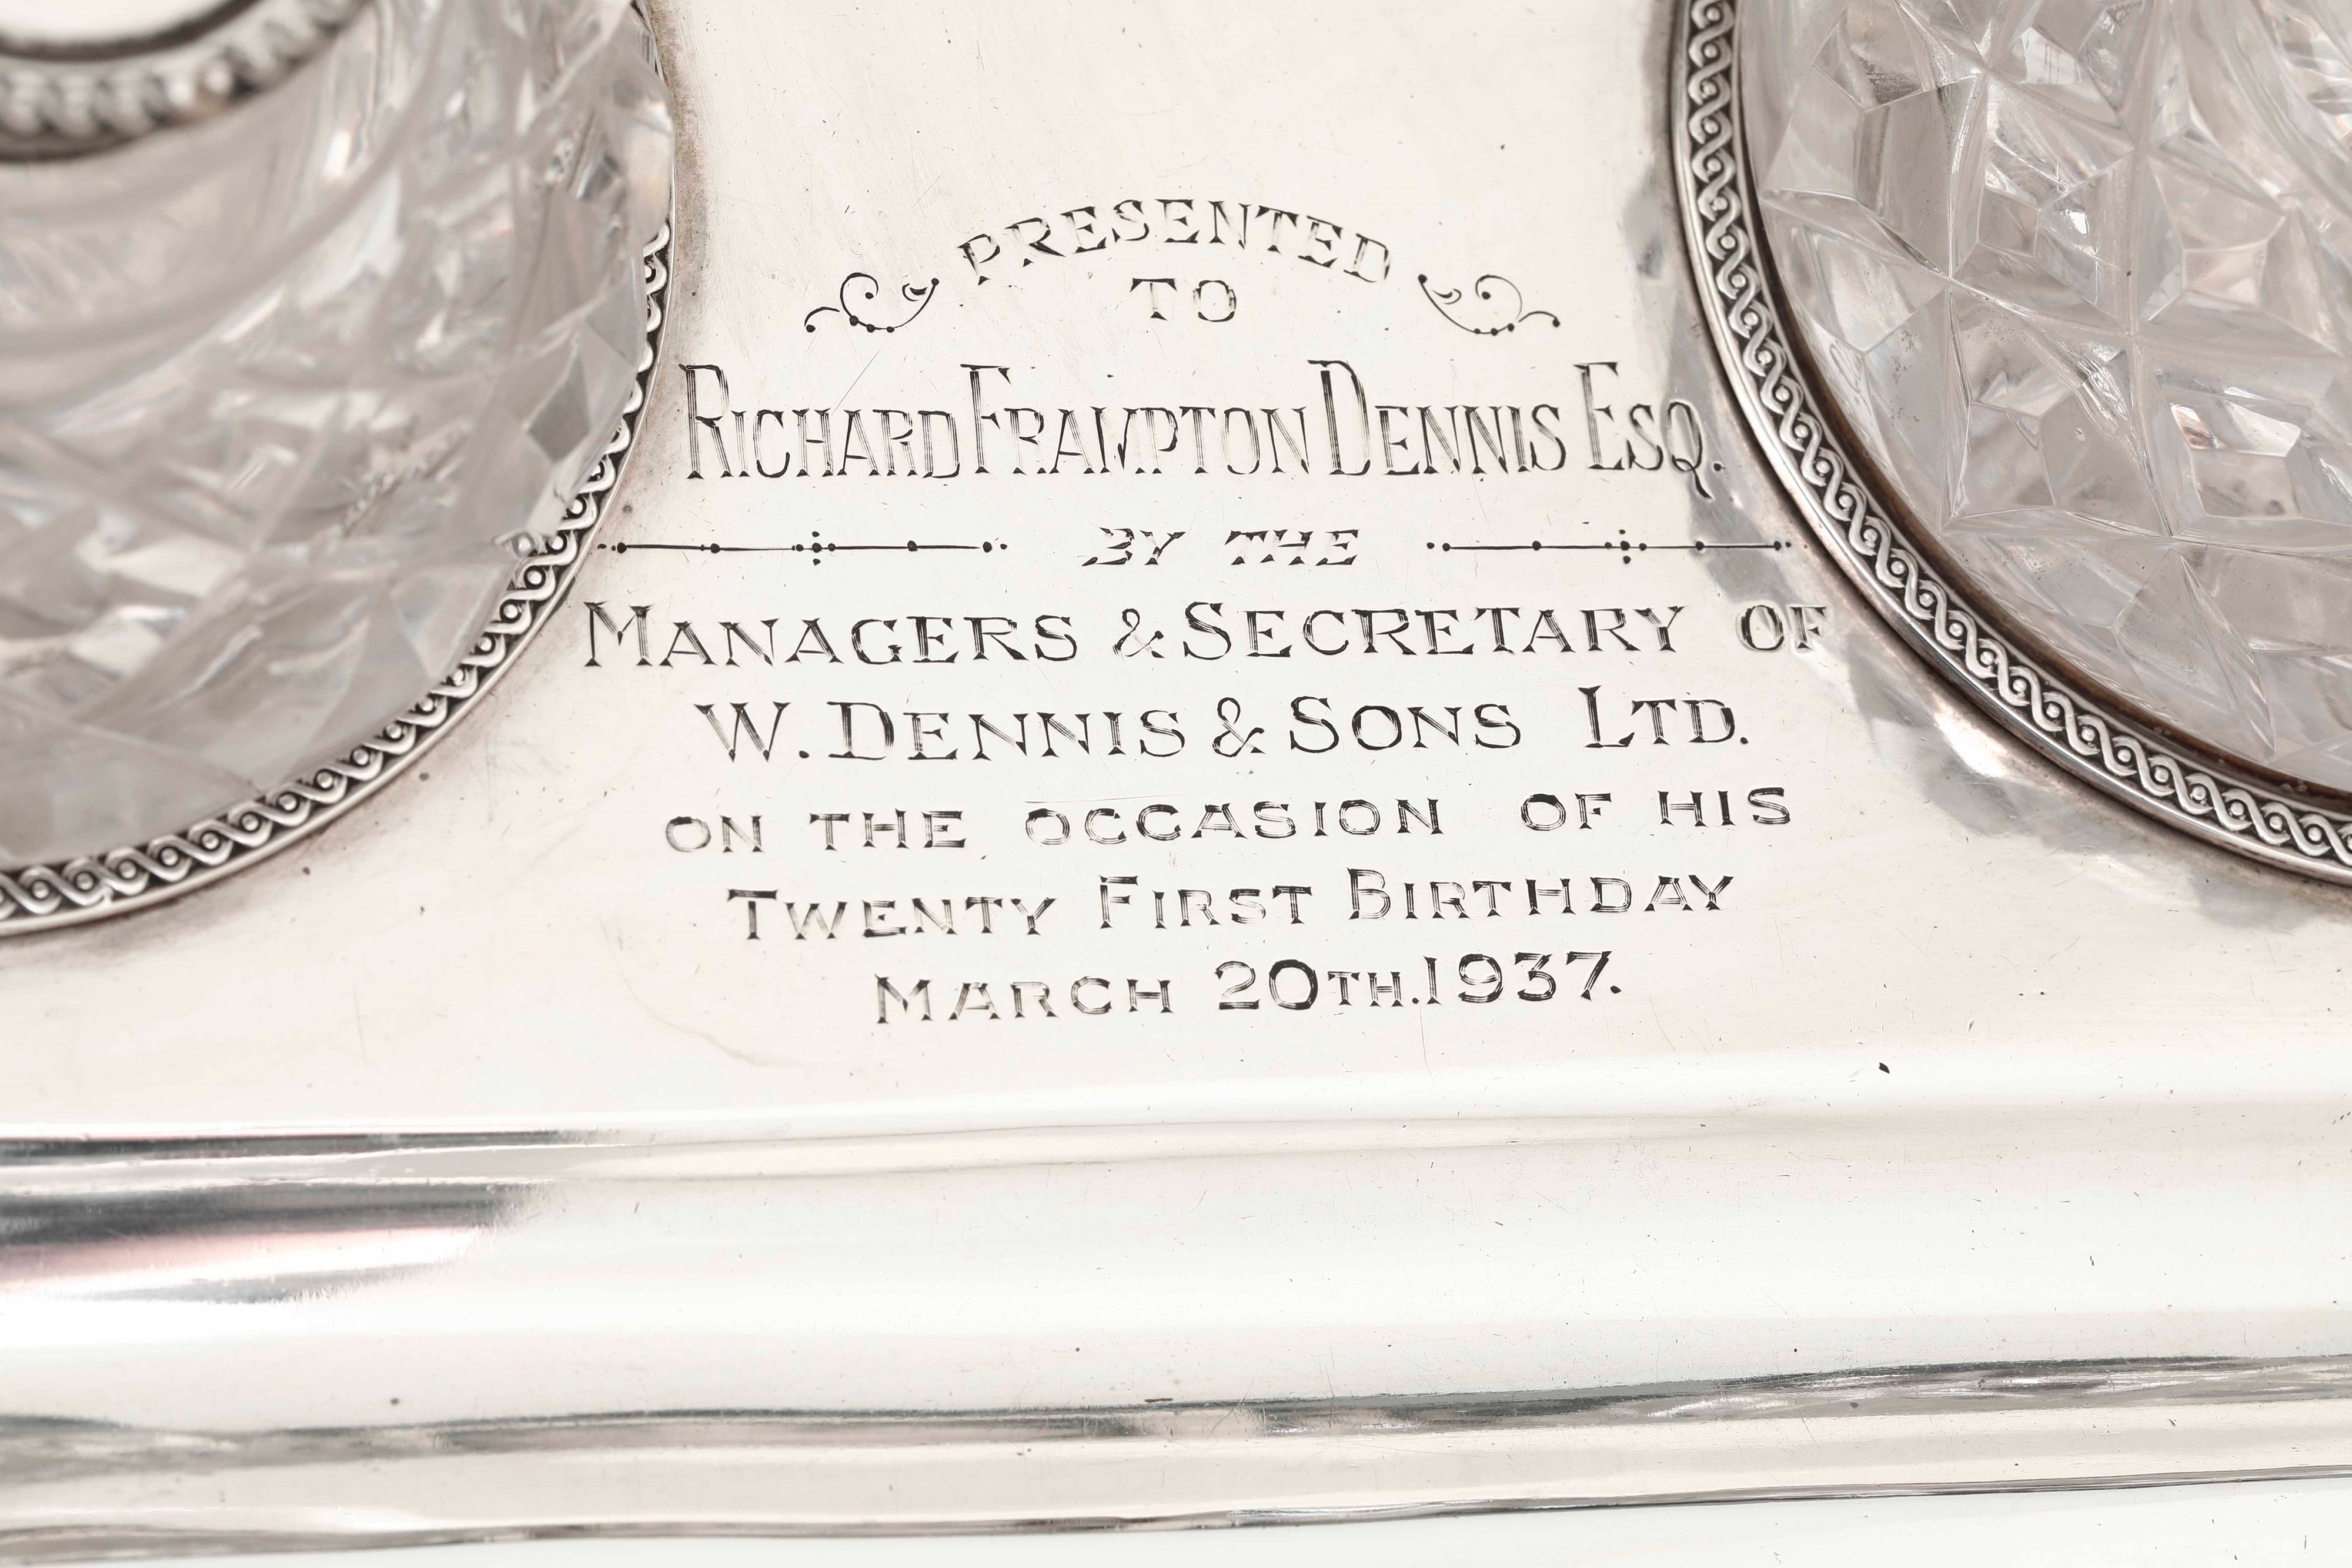 PRESENTED
TO
RICHARD FRAMPTON DENNIS ESQ.
BY THE
MANAGERS & SECRETARY OF
W. DENNIS & SONS LTD.
ON THE OCCASION OF HIS
TWENTY FIRST BIRTHDAY
MARCH 20TH. 1937.